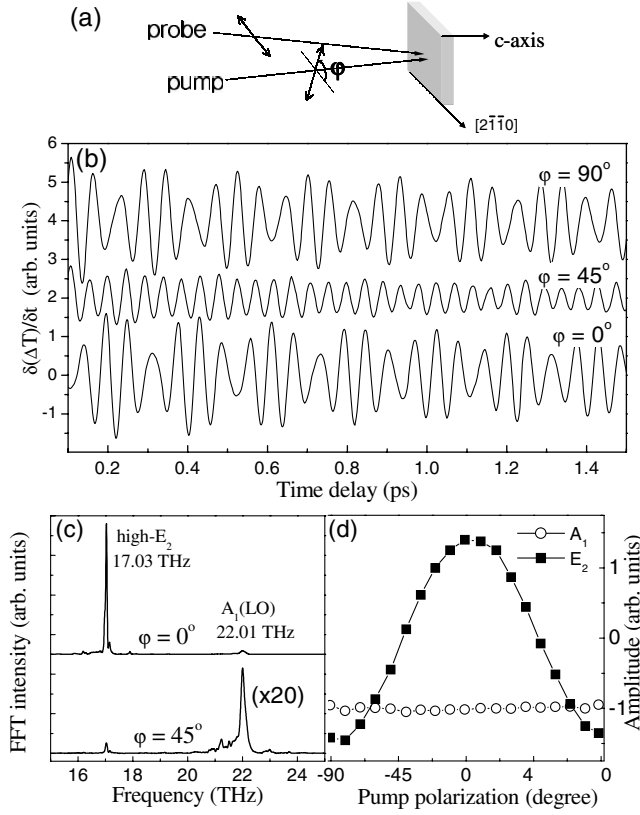 (a)
probe
pump
φ
c-axis
[2̄1̄10]
(b)
6
5
4
3
2
1
0
-1
δ(ΔT)/δt (arb. units)
φ = 90°
φ = 45°
φ = 0°
0.2 0.4 0.6 0.8 1.0 1.2 1.4
Time delay (ps)
(c)
FFT intensity (arb. units)
high-E₂
17.03 THz
φ = 0°
A₁(LO)
22.01 THz
(x20)
φ = 45°
16 18 20 22 24
Frequency (THz)
(d)
A₁
E₂
1
0
-1
Amplitude (arb. units)
-90 -45 0 4 0
Pump polarization (degree)